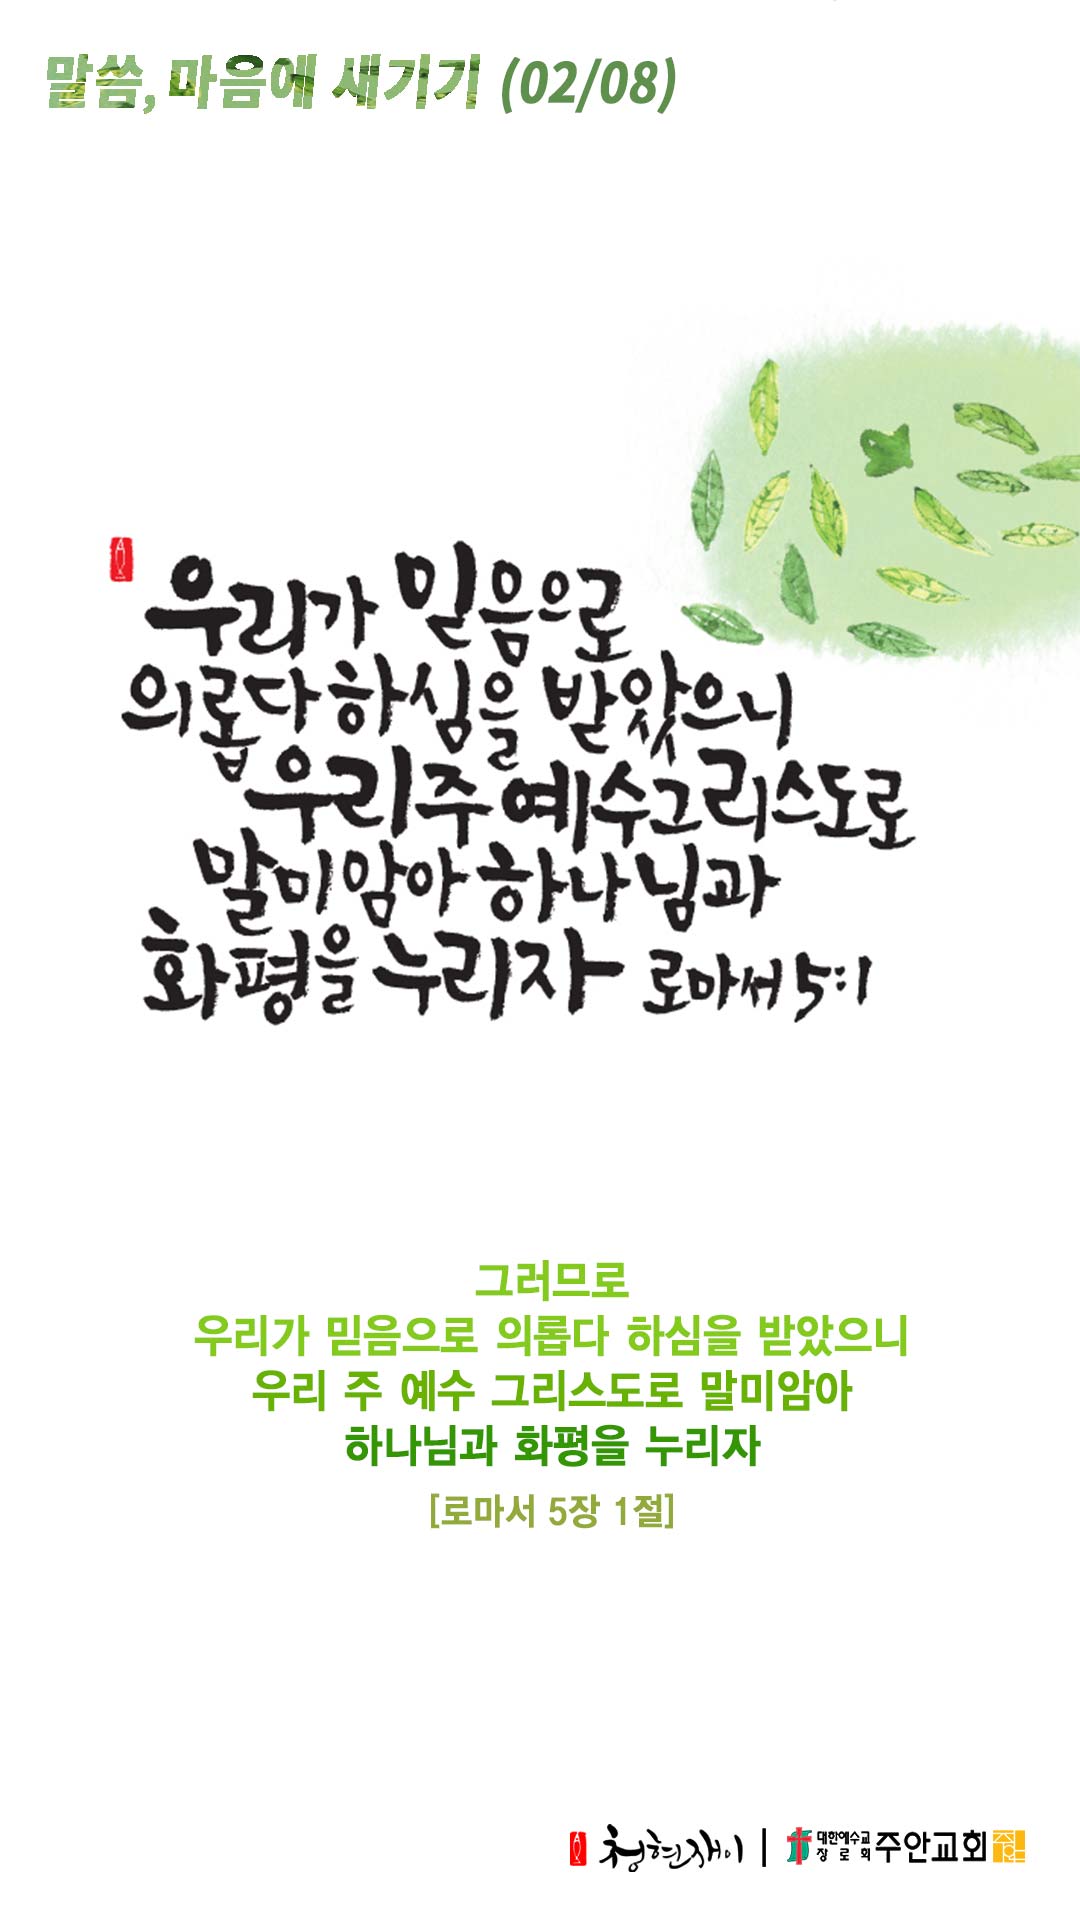 말씀, 마음에 새기기 (02/08)
우리가 믿음으로
의롭다 하심을 받았으니
우리 주 예수 그리스도로
말미암아 하나님과
화평을 누리자 로마서 5:1
그러므로
우리가 믿음으로 의롭다 하심을 받았으니
우리 주 예수 그리스도로 말미암아
하나님과 화평을 누리자
[로마서 5장 1절]
청현재이 | 대한예수교
장로회 주안교회